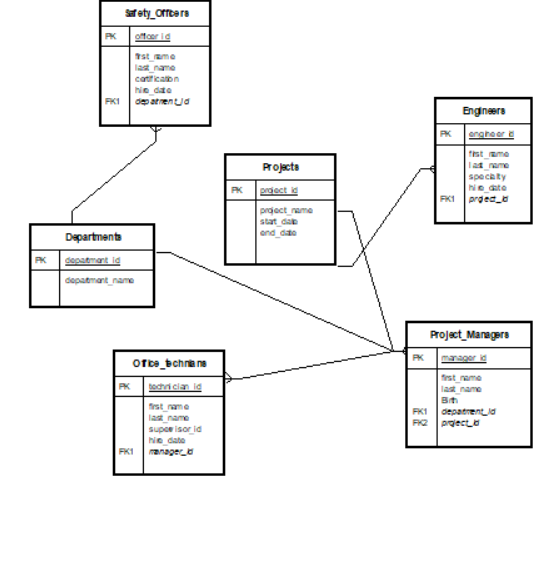 Safety_Officers
PK officer_id
first_name
last_name
certification
hire_date
FK1 department_id
Engineers
PK engineer_id
first_name
last_name
specialty
hire_date
FK1 project_id
Projects
PK project_id
project_name
start_date
end_date
Departments
PK department_id
department_name
Project_Managers
PK manager_id
first_name
last_name
Birth
FK1 department_id
FK2 project_id
Office_technians
PK technician_id
first_name
last_name
supervisor_id
hire_date
FK1 manager_id